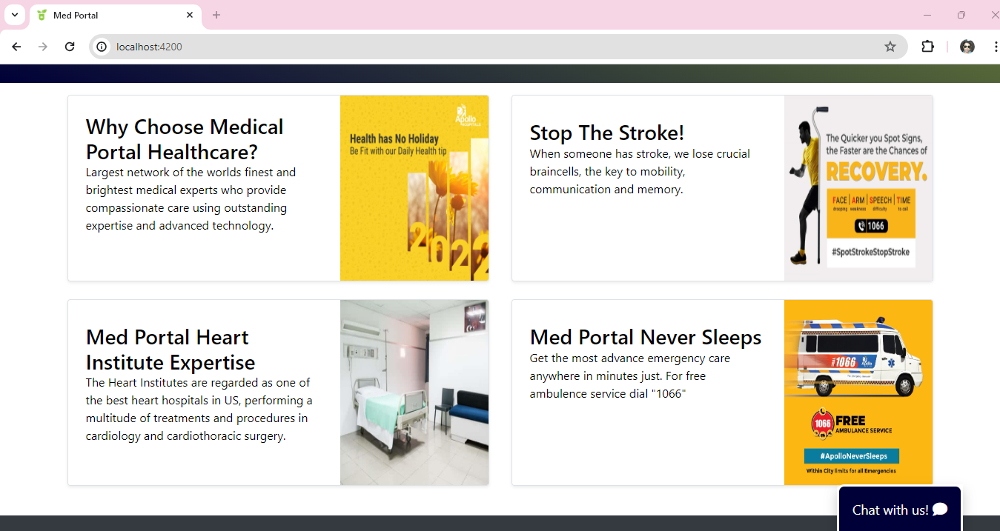 Med Portal
localhost:4200
Why Choose Medical
Portal Healthcare?
Largest network of the worlds finest and
brightest medical experts who provide
compassionate care using outstanding
expertise and advanced technology.
Apollo
HOSPITALS
Health has No Holiday
Be Fit with our Daily Health tip
2022
Stop The Stroke!
When someone has stroke, we lose crucial
braincells, the key to mobility,
communication and memory.
The Quicker you Spot Signs,
the Faster are the Chances of
RECOVERY.
FACE ARM SPEECH TIME
drooping weakness difficulty to call
1066
#SpotStrokeStopStroke
Med Portal Heart
Institute Expertise
The Heart Institutes are regarded as one of
the best heart hospitals in US, performing a
multitude of treatments and procedures in
cardiology and cardiothoracic surgery.
Med Portal Never Sleeps
Get the most advance emergency care
anywhere in minutes just. For free
ambulence service dial "1066"
1066
1066 FREE
AMBULANCE SERVICE
#ApolloNeverSleeps
Within City limits for all Emergencies
Chat with us!